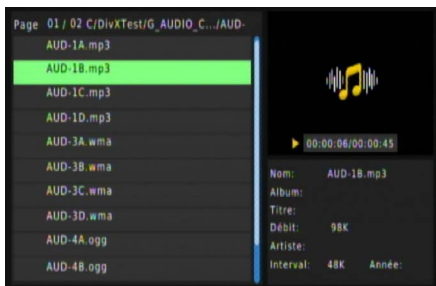 Page 01 / 02 C/DivXTest/G_AUDIO_C.../AUD-
AUD-1A.mp3
AUD-1B.mp3
AUD-1C.mp3
AUD-1D.mp3
AUD-3A.wma
AUD-3B.wma
AUD-3C.wma
AUD-3D.wma
AUD-4A.ogg
AUD-4B.ogg
00:00:06/00:00:45
Nom: AUD-1B.mp3
Album:
Titre:
Débit: 98K
Artiste:
Interval: 48K Année: